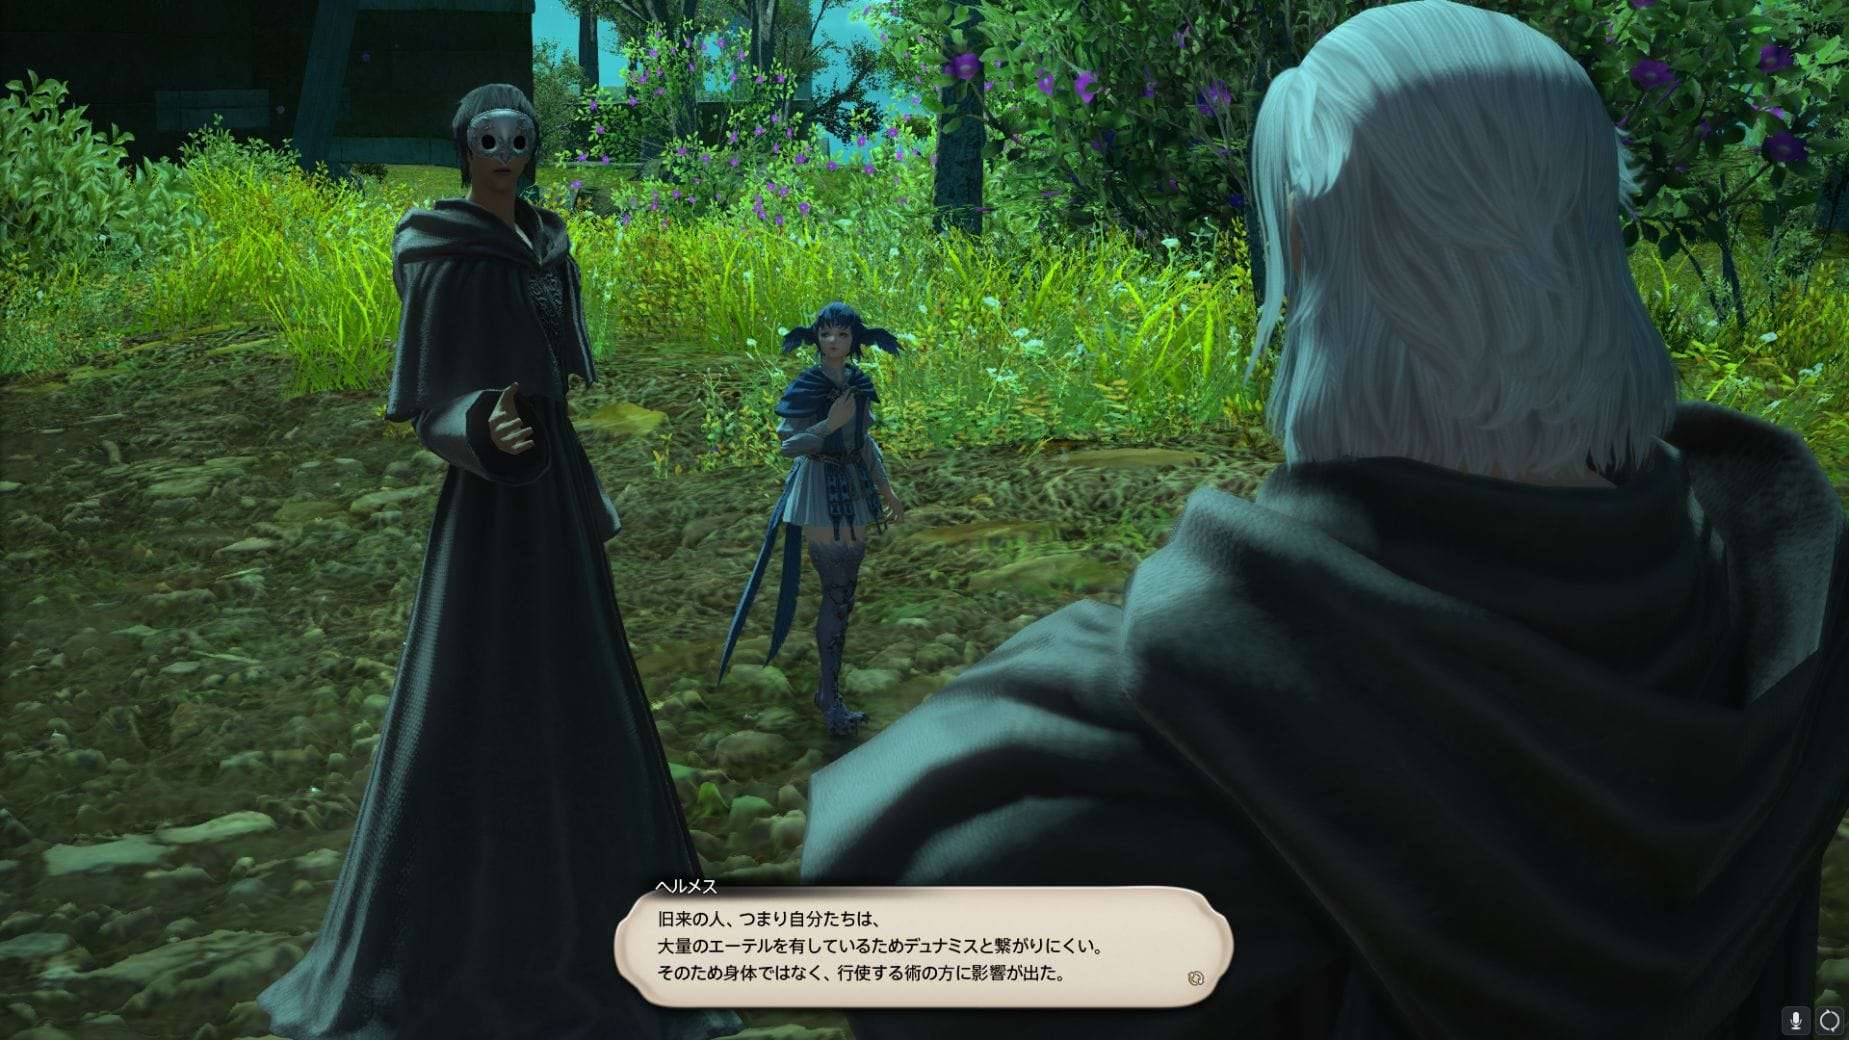 ヘルメス
旧来の人、つまり自分たちは、
大量のエーテルを有しているためデュナミスと繋がりにくい。
そのため身体ではなく、行使する術の方に影響が出た。